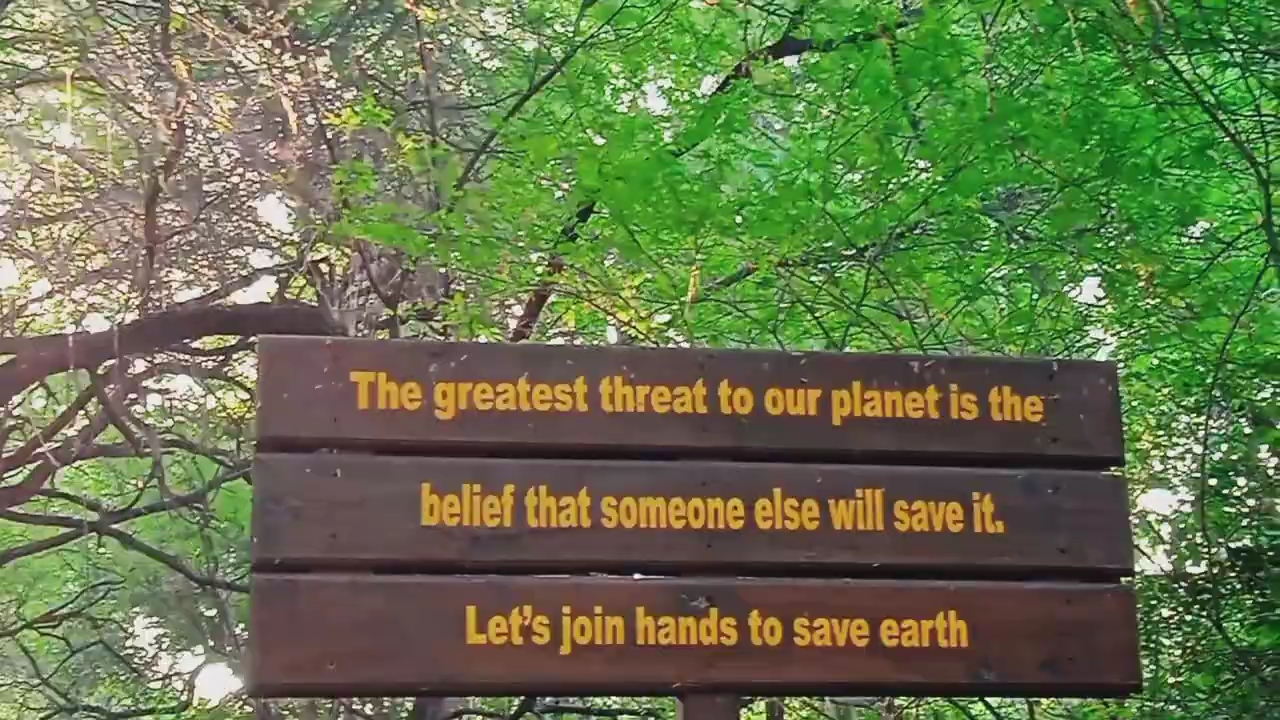 The greatest threat to our planet is the
belief that someone else will save it.
Let's join hands to save earth